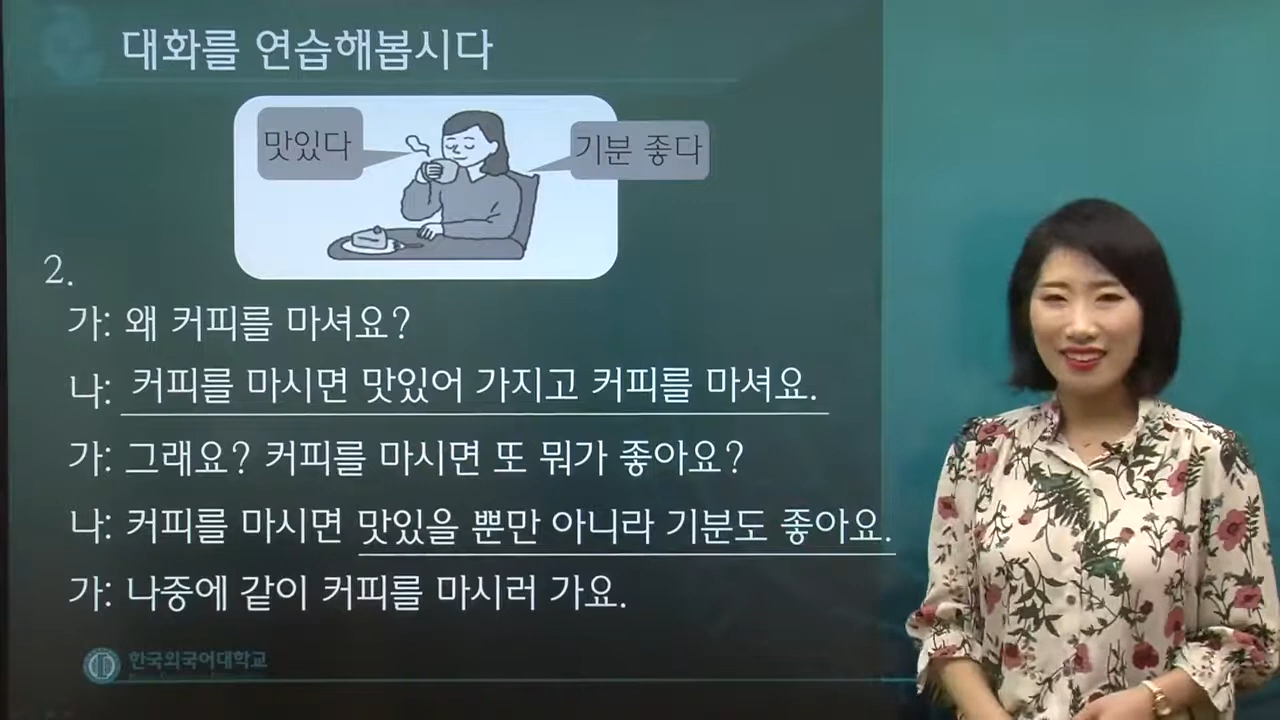 대화를 연습해봅시다
맛있다
기분 좋다
2.
가: 왜 커피를 마셔요?
나: 커피를 마시면 맛있어 가지고 커피를 마셔요.
가: 그래요? 커피를 마시면 또 뭐가 좋아요?
나: 커피를 마시면 맛있을 뿐만 아니라 기분도 좋아요.
가: 나중에 같이 커피를 마시러 가요.
한국외국어대학교